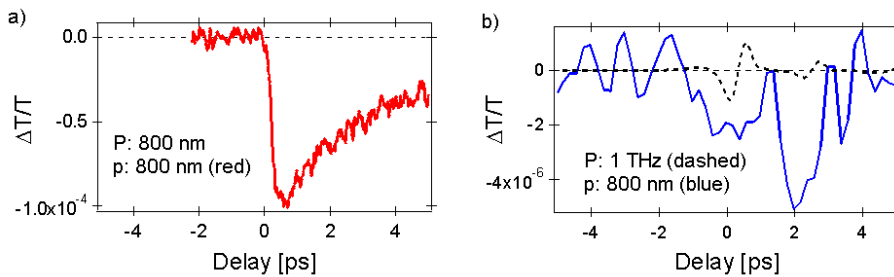 a)
0.0
-0.5
-1.0x10⁻⁴
ΔT/T
P: 800 nm
p: 800 nm (red)
-4 -2 0 2 4
Delay [ps]
b)
0
-2
-4x10⁻⁶
ΔT/T
P: 1 THz (dashed)
p: 800 nm (blue)
-4 -2 0 2 4
Delay [ps]